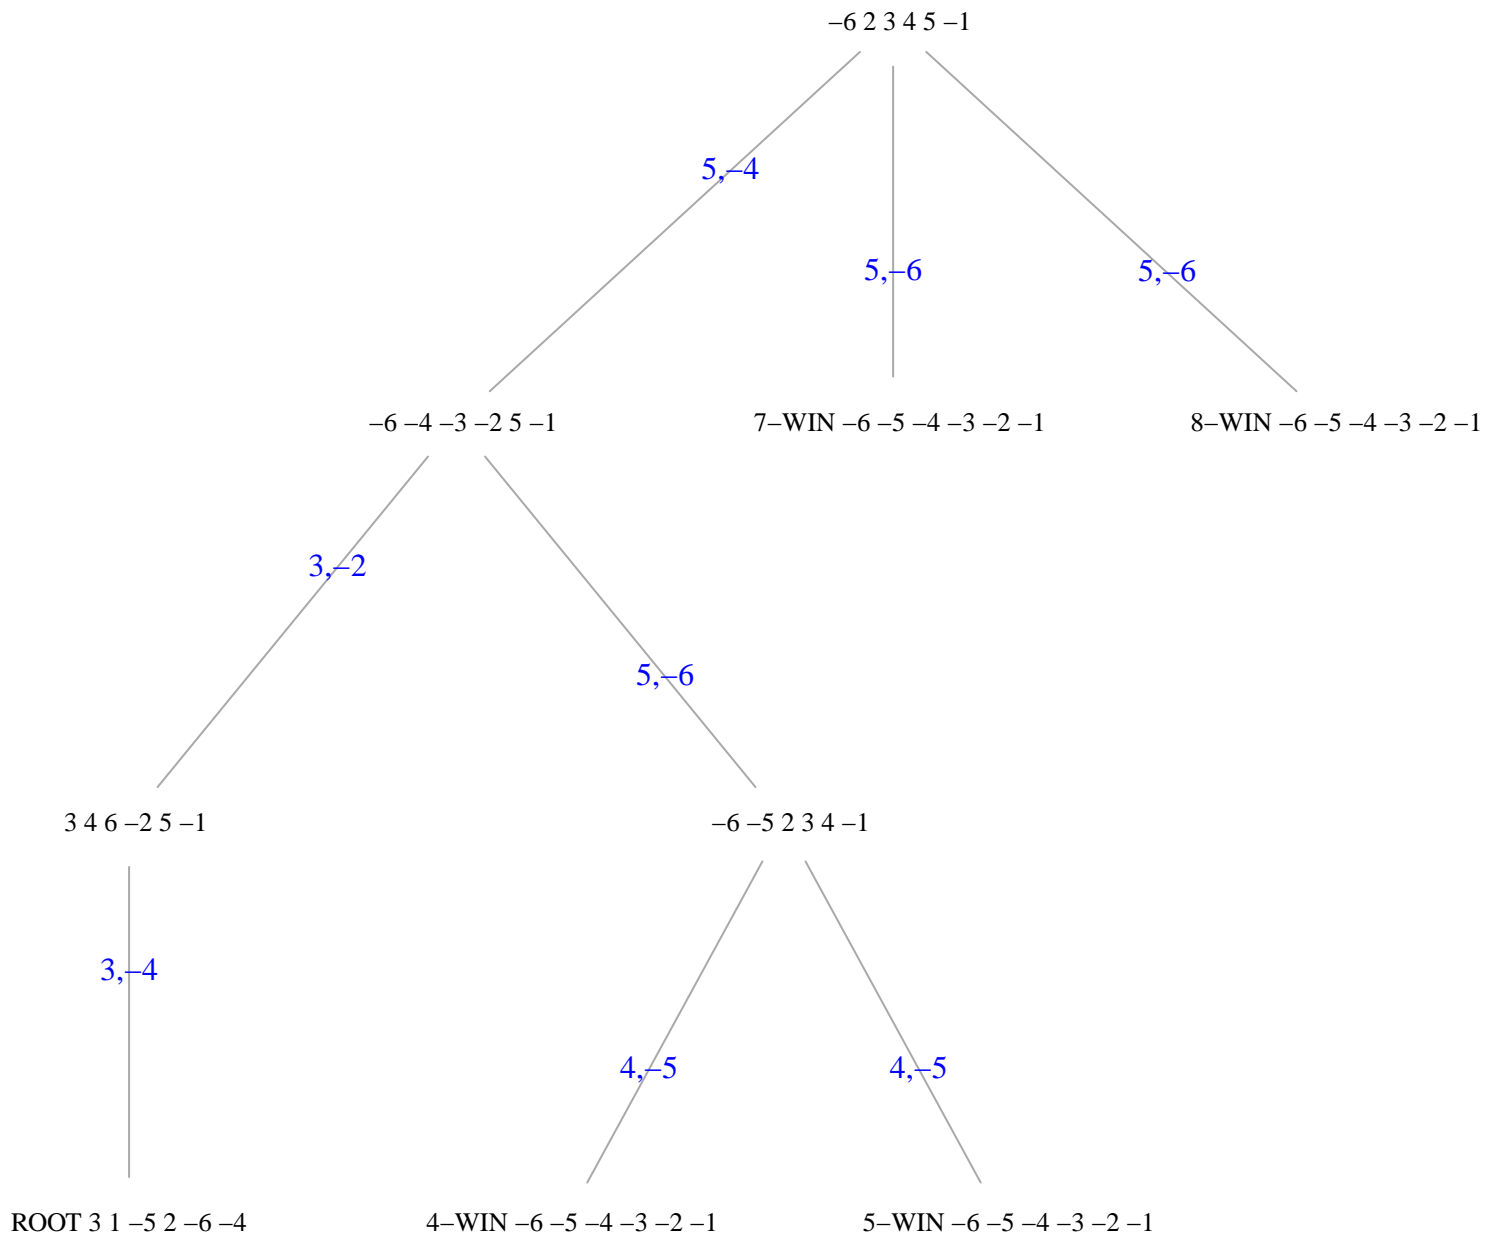 –6 2 3 4 5 –1
5,–4
5,–6
5,–6
–6 –4 –3 –2 5 –1
7–WIN –6 –5 –4 –3 –2 –1
8–WIN –6 –5 –4 –3 –2 –1
3,–2
5,–6
3 4 6 –2 5 –1
–6 –5 2 3 4 –1
3,–4
4,–5
4,–5
ROOT 3 1 –5 2 –6 –4
4–WIN –6 –5 –4 –3 –2 –1
5–WIN –6 –5 –4 –3 –2 –1